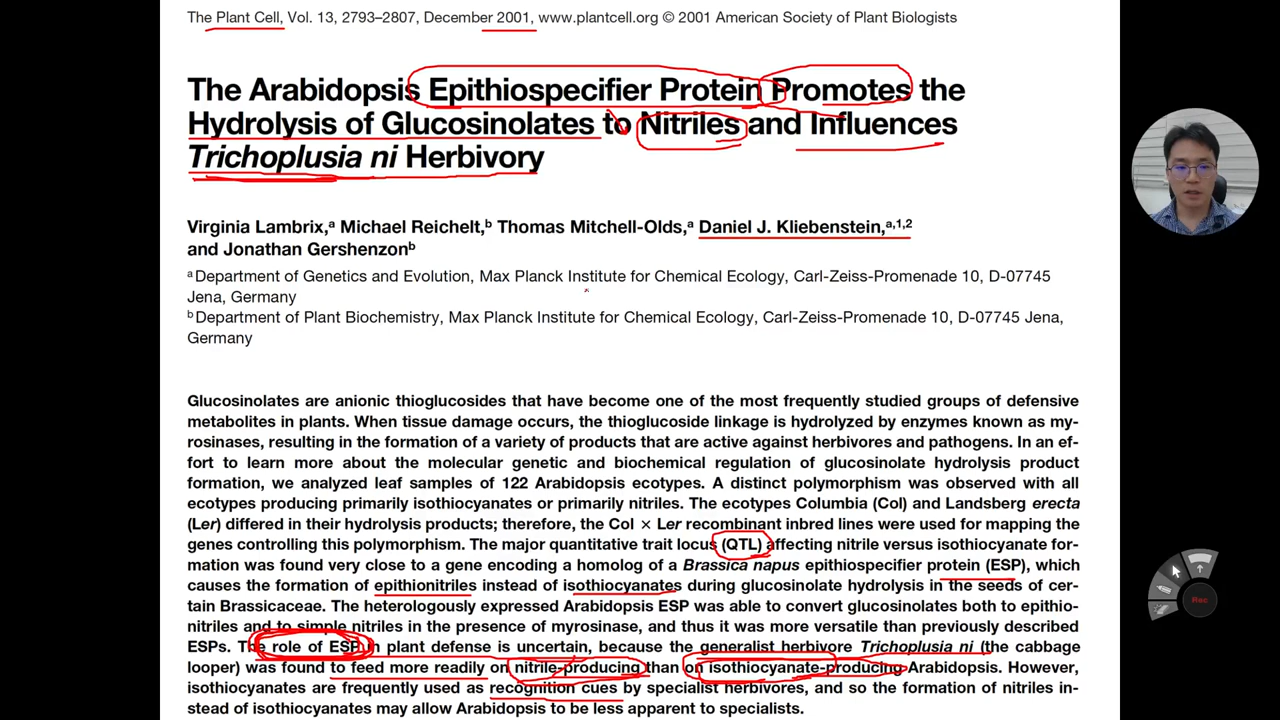 The Plant Cell, Vol. 13, 2793–2807, December 2001, www.plantcell.org © 2001 American Society of Plant Biologists
The Arabidopsis Epithiospecifier Protein Promotes the
Hydrolysis of Glucosinolates to Nitriles and Influences
Trichoplusia ni Herbivory
Virginia Lambrix,a Michael Reichelt,b Thomas Mitchell-Olds,a Daniel J. Kliebenstein,a,1,2
and Jonathan Gershenzonb
a Department of Genetics and Evolution, Max Planck Institute for Chemical Ecology, Carl-Zeiss-Promenade 10, D-07745
Jena, Germany
b Department of Plant Biochemistry, Max Planck Institute for Chemical Ecology, Carl-Zeiss-Promenade 10, D-07745 Jena,
Germany
Glucosinolates are anionic thioglucosides that have become one of the most frequently studied groups of defensive
metabolites in plants. When tissue damage occurs, the thioglucoside linkage is hydrolyzed by enzymes known as my-
rosinases, resulting in the formation of a variety of products that are active against herbivores and pathogens. In an ef-
fort to learn more about the molecular genetic and biochemical regulation of glucosinolate hydrolysis product
formation, we analyzed leaf samples of 122 Arabidopsis ecotypes. A distinct polymorphism was observed with all
ecotypes producing primarily isothiocyanates or primarily nitriles. The ecotypes Columbia (Col) and Landsberg erecta
(Ler) differed in their hydrolysis products; therefore, the Col × Ler recombinant inbred lines were used for mapping the
genes controlling this polymorphism. The major quantitative trait locus (QTL) affecting nitrile versus isothiocyanate for-
mation was found very close to a gene encoding a homolog of a Brassica napus epithiospecifier protein (ESP), which
causes the formation of epithionitriles instead of isothiocyanates during glucosinolate hydrolysis in the seeds of cer-
tain Brassicaceae. The heterologously expressed Arabidopsis ESP was able to convert glucosinolates both to epithio-
nitriles and to simple nitriles in the presence of myrosinase, and thus it was more versatile than previously described
ESPs. The role of ESP in plant defense is uncertain, because the generalist herbivore Trichoplusia ni (the cabbage
looper) was found to feed more readily on nitrile-producing than on isothiocyanate-producing Arabidopsis. However,
isothiocyanates are frequently used as recognition cues by specialist herbivores, and so the formation of nitriles in-
stead of isothiocyanates may allow Arabidopsis to be less apparent to specialists.
Rec